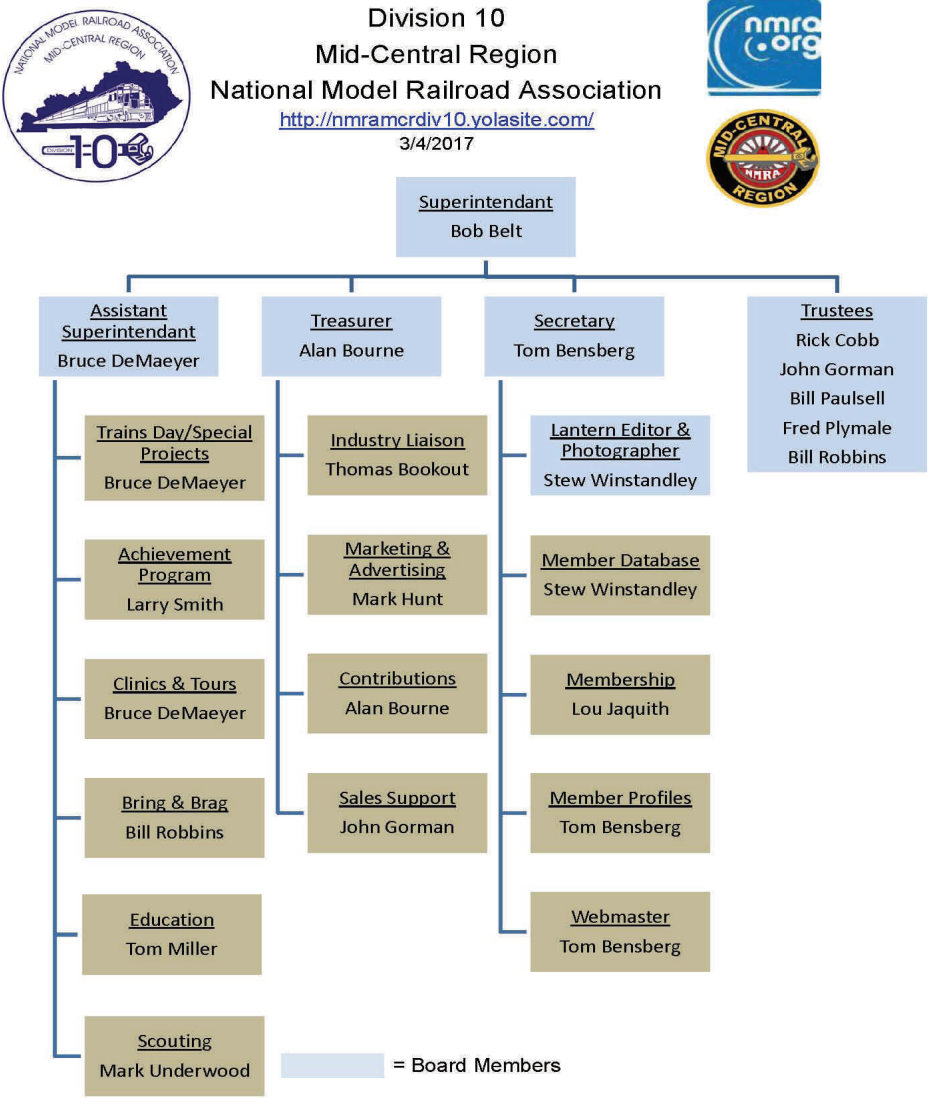 NATIONAL MODEL RAILROAD ASSOCIATION
MID-CENTRAL REGION
DIVISION 10
Division 10
Mid-Central Region
National Model Railroad Association
http://nmramcrdiv10.yolasite.com/
3/4/2017
nmra
.org
MID-CENTRAL
NMRA
REGION
Superintendant
Bob Belt
Assistant
Superintendant
Bruce DeMaeyer
Treasurer
Alan Bourne
Secretary
Tom Bensberg
Trustees
Rick Cobb
John Gorman
Bill Paulsell
Fred Plymale
Bill Robbins
Trains Day/Special
Projects
Bruce DeMaeyer
Achievement
Program
Larry Smith
Clinics & Tours
Bruce DeMaeyer
Bring & Brag
Bill Robbins
Education
Tom Miller
Scouting
Mark Underwood
Industry Liaison
Thomas Bookout
Marketing &
Advertising
Mark Hunt
Contributions
Alan Bourne
Sales Support
John Gorman
Lantern Editor &
Photographer
Stew Winstandley
Member Database
Stew Winstandley
Membership
Lou Jaquith
Member Profiles
Tom Bensberg
Webmaster
Tom Bensberg
= Board Members